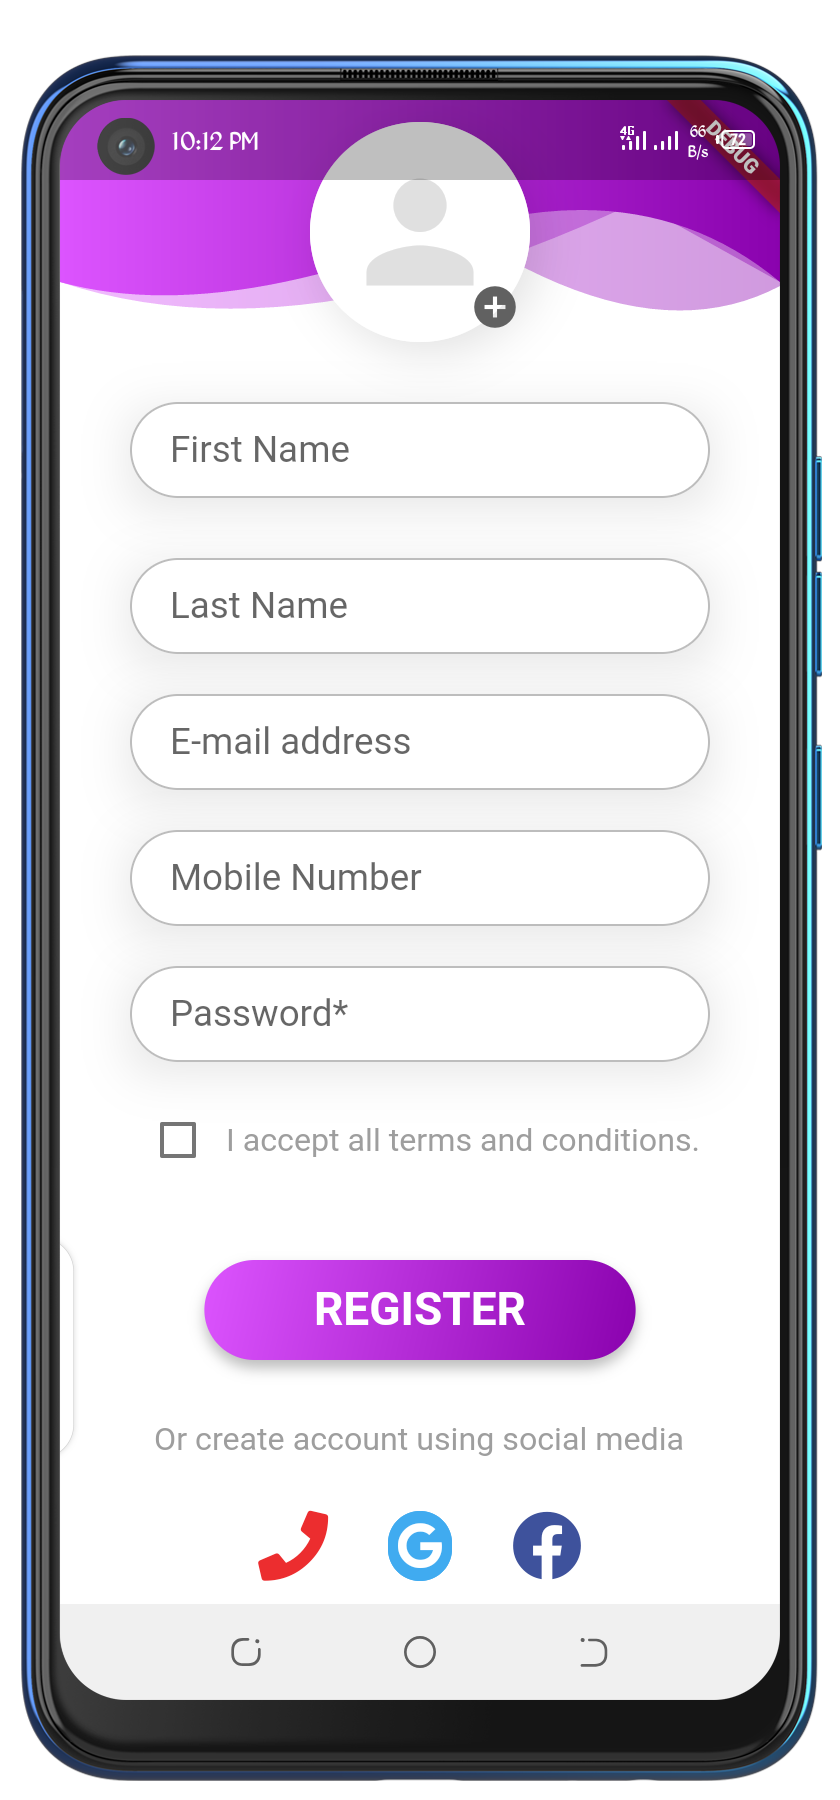 10:12 PM
4G
66
B/s
72
DEBUG
First Name
Last Name
E-mail address
Mobile Number
Password*
I accept all terms and conditions.
REGISTER
Or create account using social media